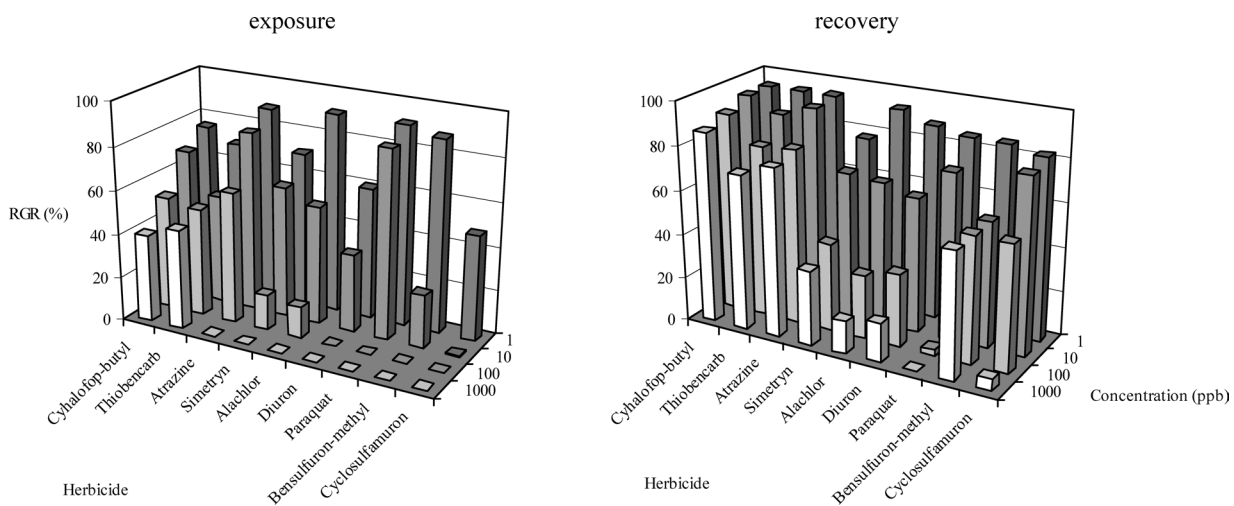 exposure
100
80
60
RGR (%)
40
20
0
1
10
100
1000
Cyhalofop-butyl
Thiobencarb
Atrazine
Simetryn
Alachlor
Diuron
Paraquat
Bensulfuron-methyl
Cyclosulfamuron
Herbicide
recovery
100
80
60
40
20
0
1
10
100
1000
Concentration (ppb)
Cyhalofop-butyl
Thiobencarb
Atrazine
Simetryn
Alachlor
Diuron
Paraquat
Bensulfuron-methyl
Cyclosulfamuron
Herbicide